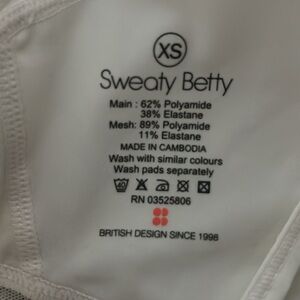 XS
Sweaty Betty
Main : 62% Polyamide
38% Elastane
Mesh: 89% Polyamide
11% Elastane
MADE IN CAMBODIA
Wash with similar colours
Wash pads separately
40
RN 03525806
BRITISH DESIGN SINCE 1998